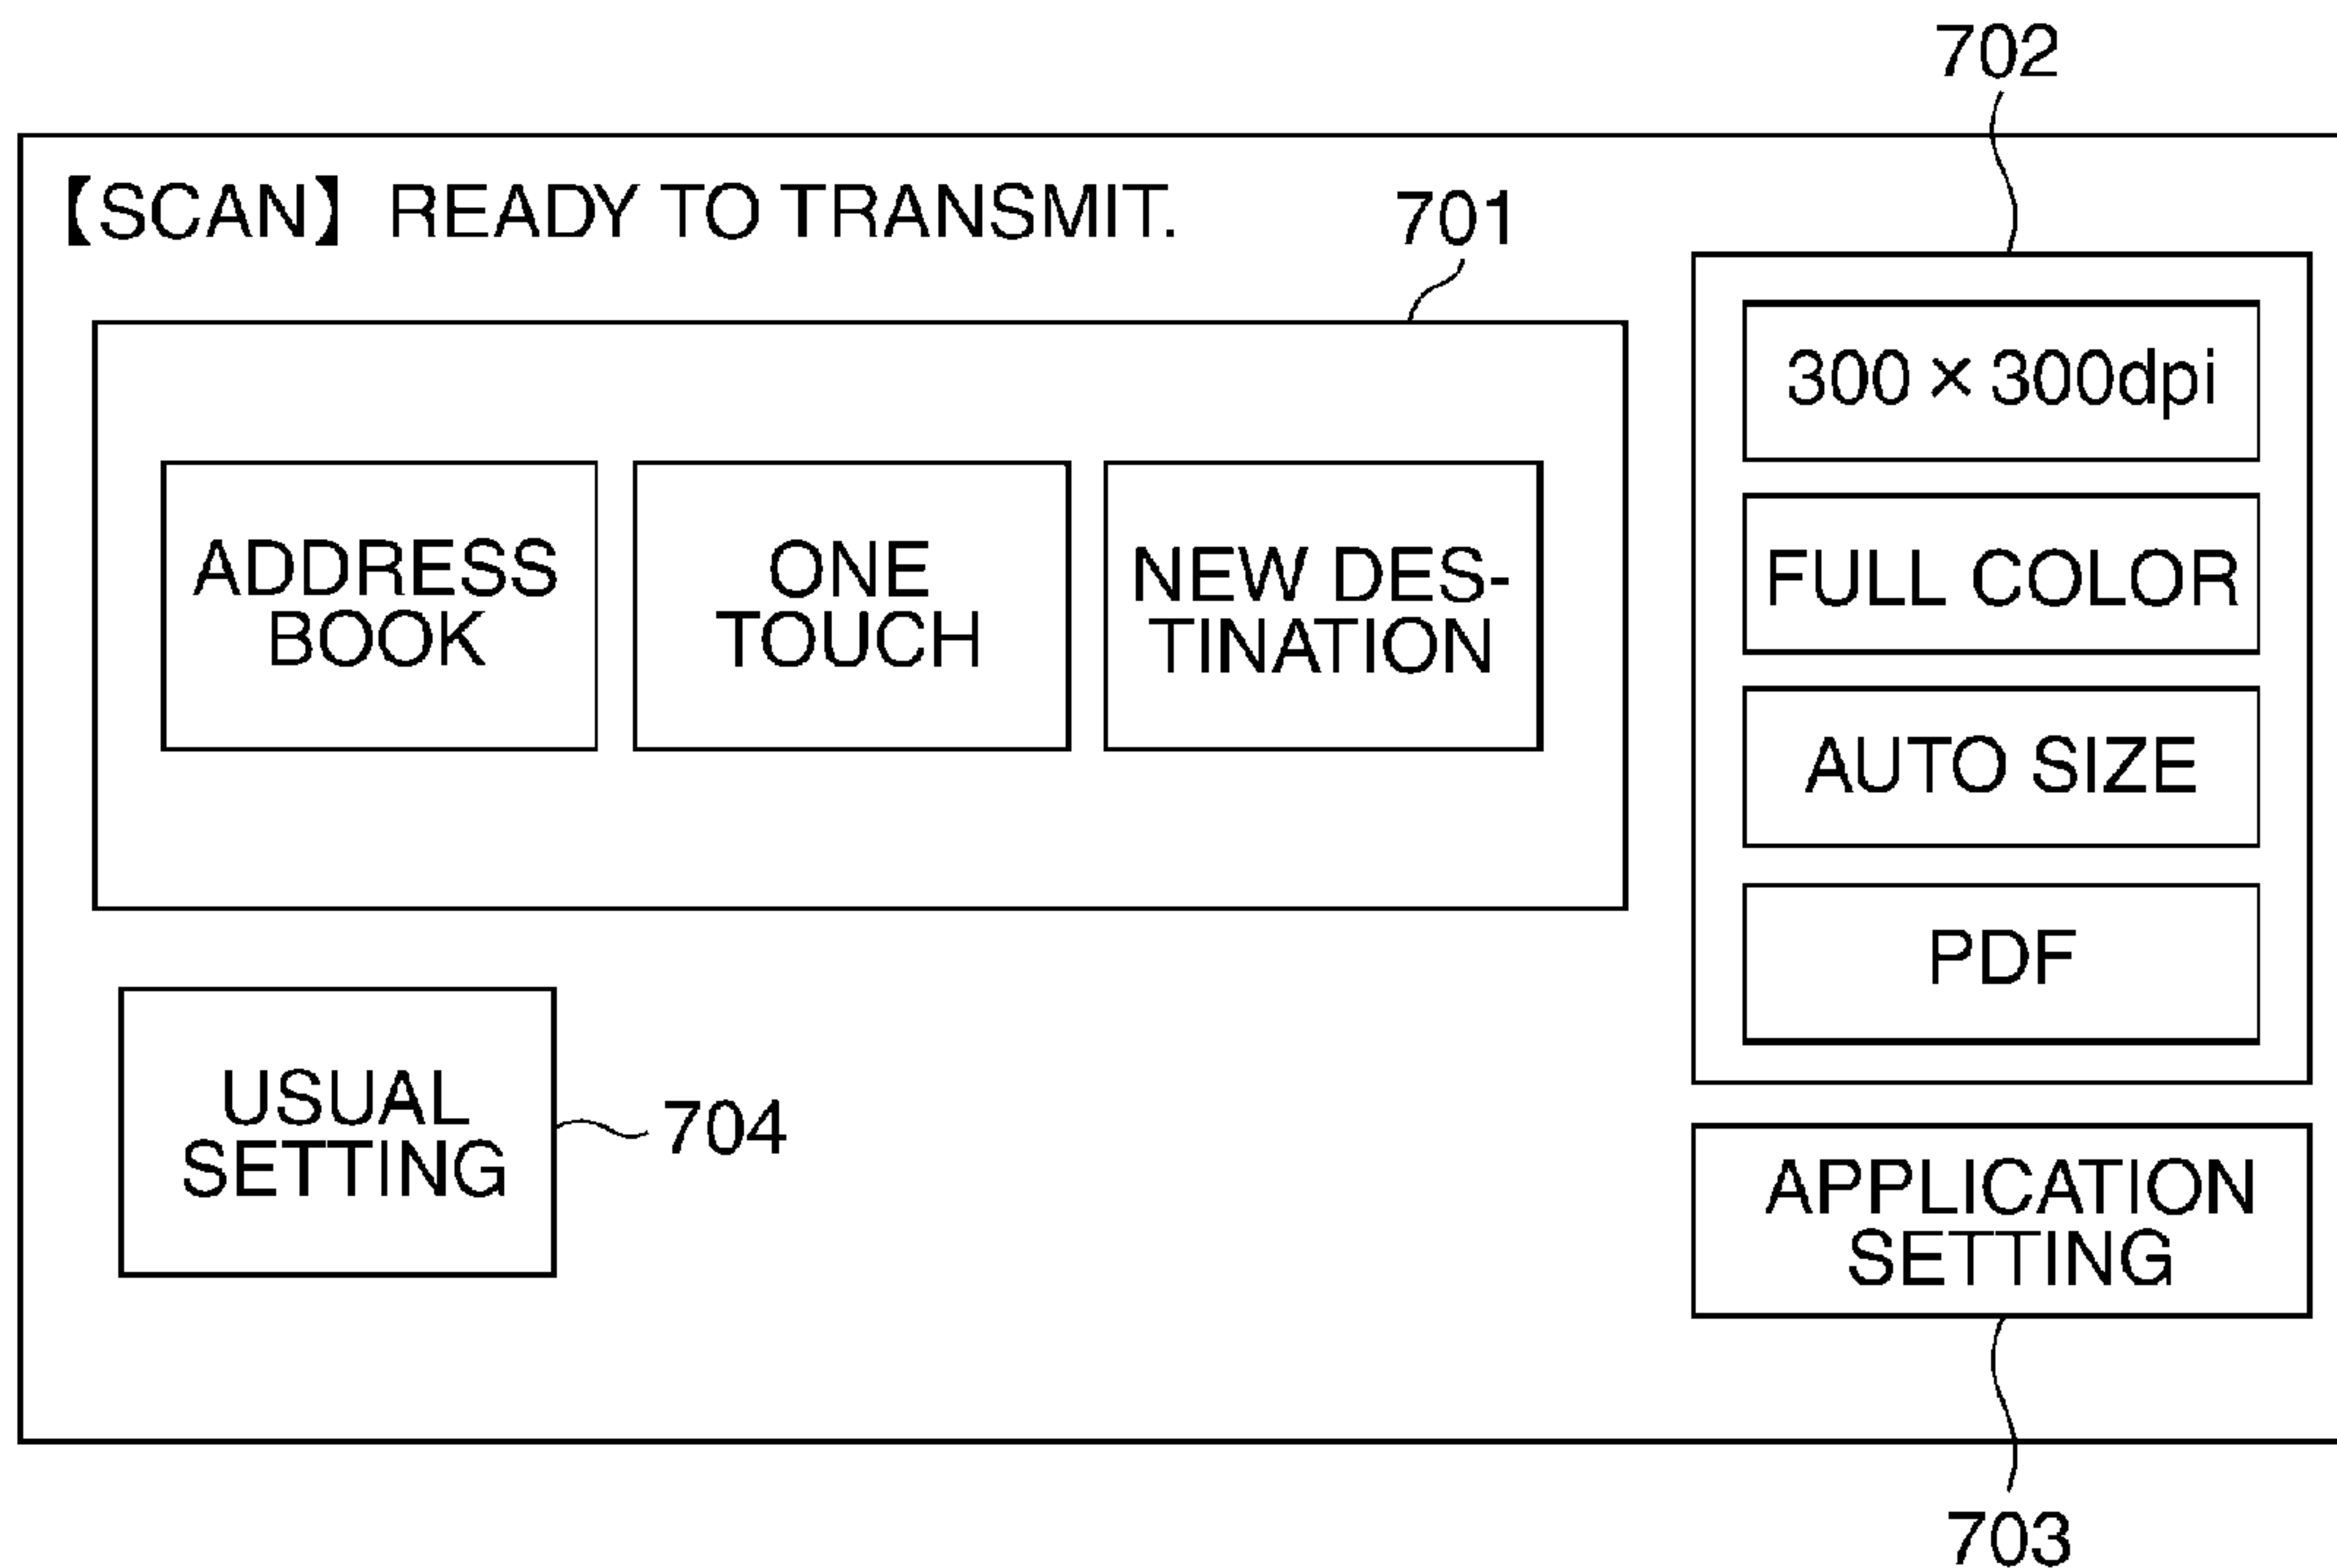 702
【SCAN】 READY TO TRANSMIT.
701
300 × 300dpi
ADDRESS
BOOK
ONE
TOUCH
NEW DES-
TINATION
FULL COLOR
AUTO SIZE
PDF
USUAL
SETTING
704
APPLICATION
SETTING
703